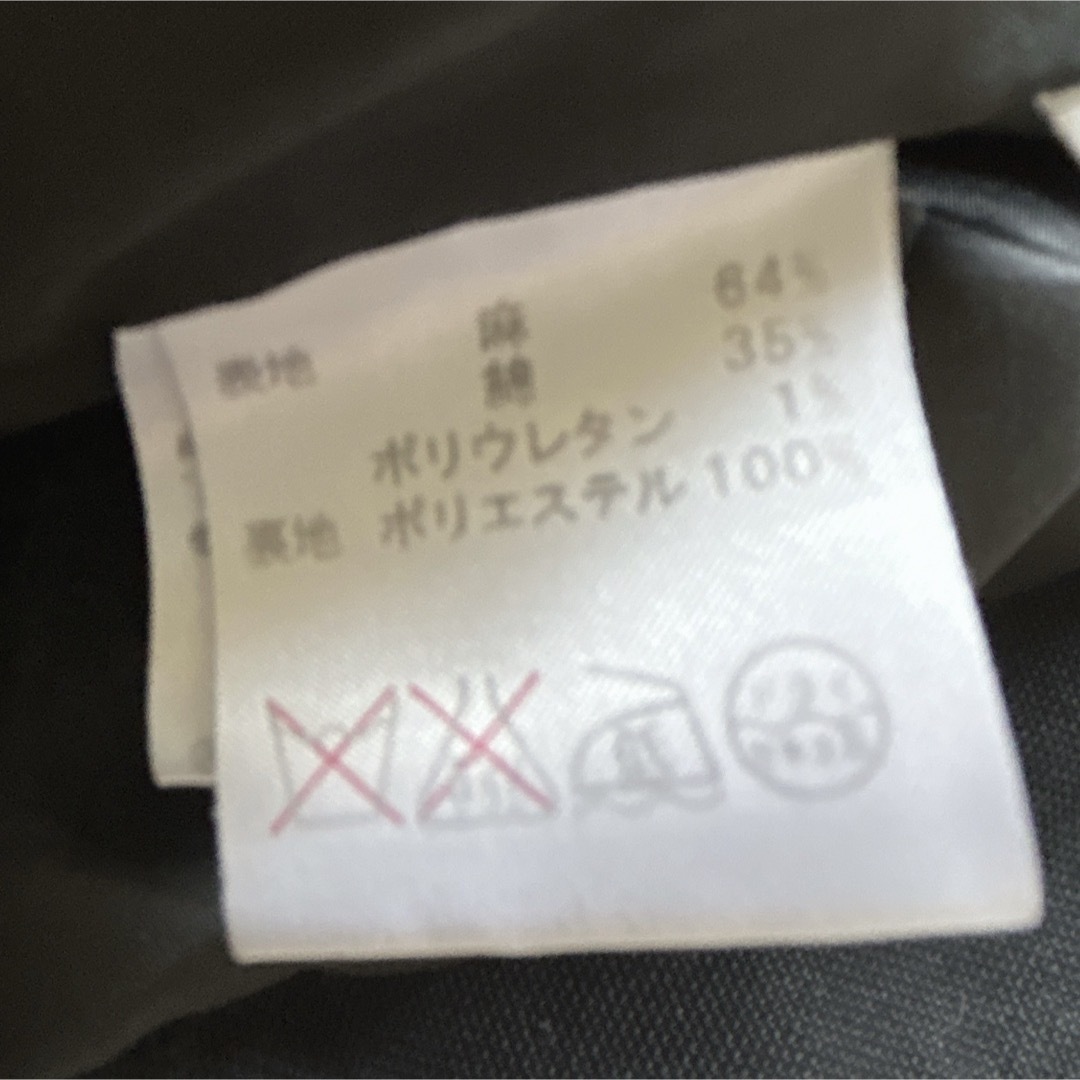 表地 麻 64%
綿 35%
ポリウレタン 1%
裏地 ポリエステル 100%